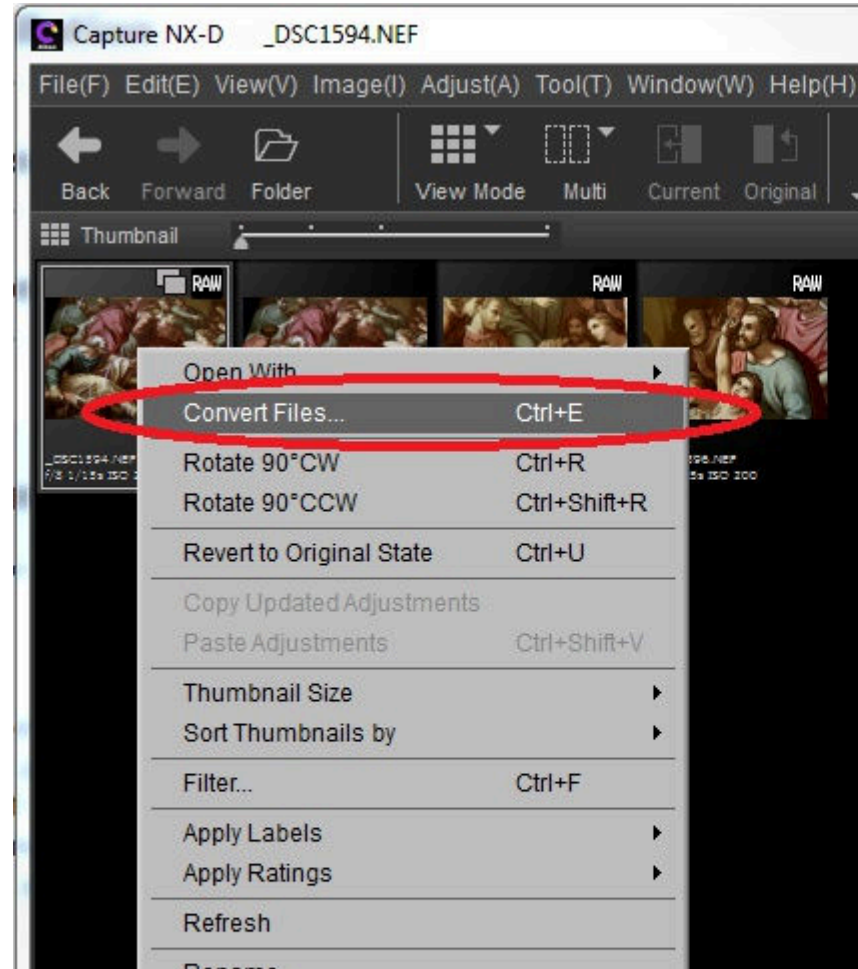 Capture NX-D _DSC1594.NEF
File(F) Edit(E) View(V) Image(I) Adjust(A) Tool(T) Window(W) Help(H)
Back Forward Folder View Mode Multi Current Original
Thumbnail
RAW RAW RAW
Open With
Convert Files... Ctrl+E
_DSC1594.NEF
Rotate 90°CW Ctrl+R
Rotate 90°CCW Ctrl+Shift+R
Revert to Original State Ctrl+U
Copy Updated Adjustments
Paste Adjustments Ctrl+Shift+V
Thumbnail Size
Sort Thumbnails by
Filter... Ctrl+F
Apply Labels
Apply Ratings
Refresh